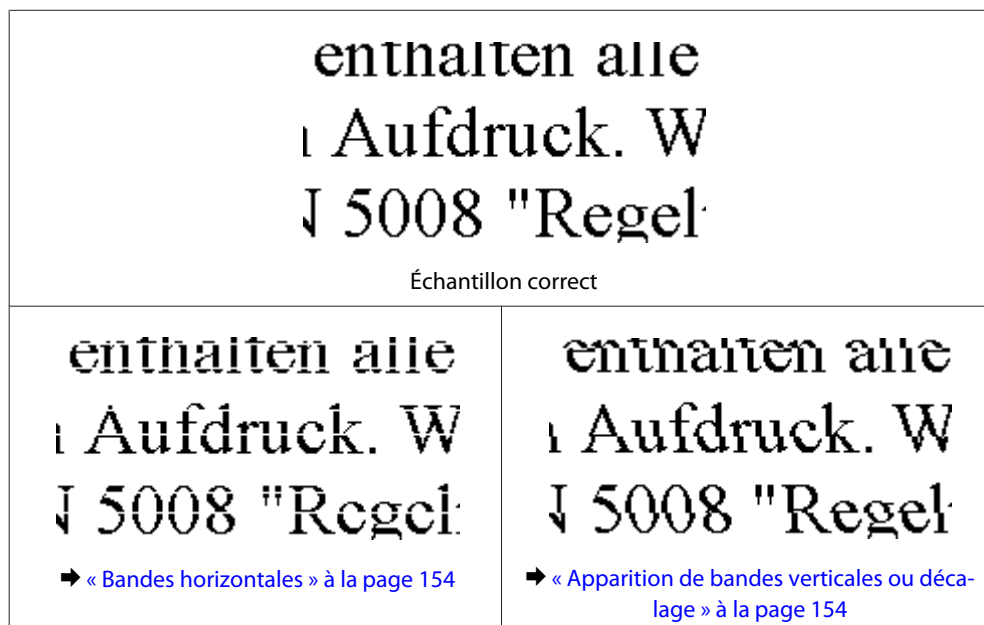 enthalten alle
Aufdruck. W
5008 "Regel
Échantillon correct
enthalten alle
Aufdruck. W
N 5008 "Regel
➡ « Bandes horizontales » à la page 154
enthalten alle
Aufdruck. W
5008 "Regel
➡ « Apparition de bandes verticales ou déca-
lage » à la page 154